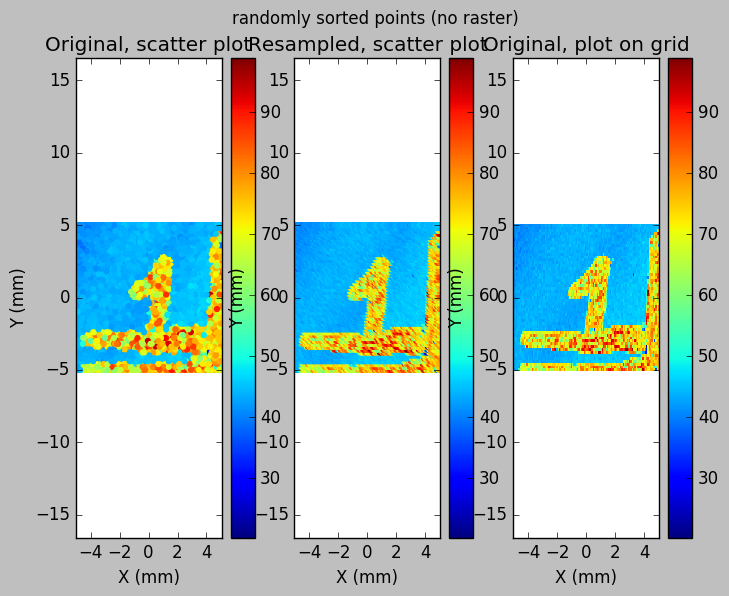 randomly sorted points (no raster)
Original, scatter plot Resampled, scatter plot Original, plot on grid
15 15 15
90 90 90
10 10 10
80 80 80
5 5 5
70 70 70
0 0 0
60 60 60
50 50 50
−5 −5 −5
40 40 40
−10 −10 −10
30 30 30
−15 −15 −15
Y (mm) Y (mm) Y (mm)
−4 −2 0 2 4 −4 −2 0 2 4 −4 −2 0 2 4
X (mm) X (mm) X (mm)
1 1 1